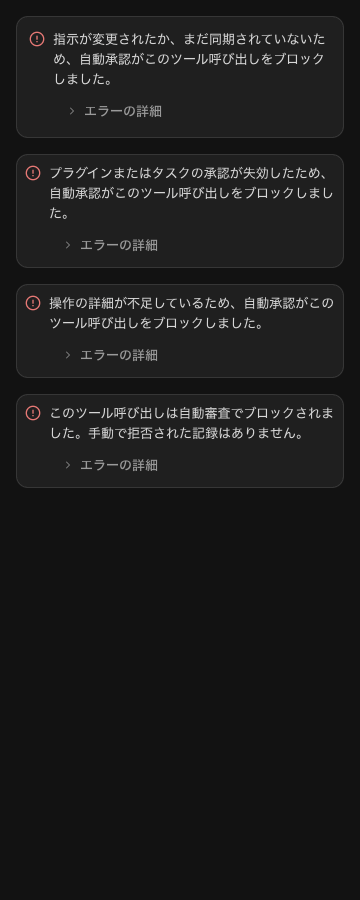 指示が変更されたか、まだ同期されていないた
め、自動承認がこのツール呼び出しをブロック
しました。
エラーの詳細
プラグインまたはタスクの承認が失効したため、
自動承認がこのツール呼び出しをブロックしまし
た。
エラーの詳細
操作の詳細が不足しているため、自動承認がこの
ツール呼び出しをブロックしました。
エラーの詳細
このツール呼び出しは自動審査でブロックされま
した。手動で拒否された記録はありません。
エラーの詳細